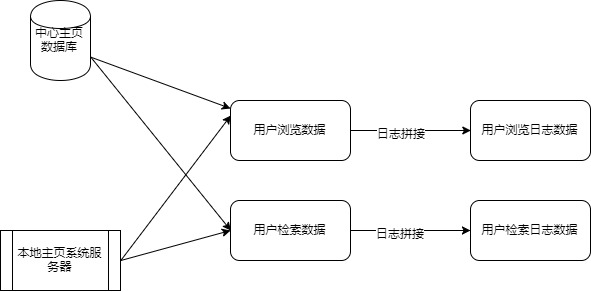 中心主页
数据库
用户浏览数据
日志拼接
用户浏览日志数据
用户检索数据
日志拼接
用户检索日志数据
本地主页系统服
务器